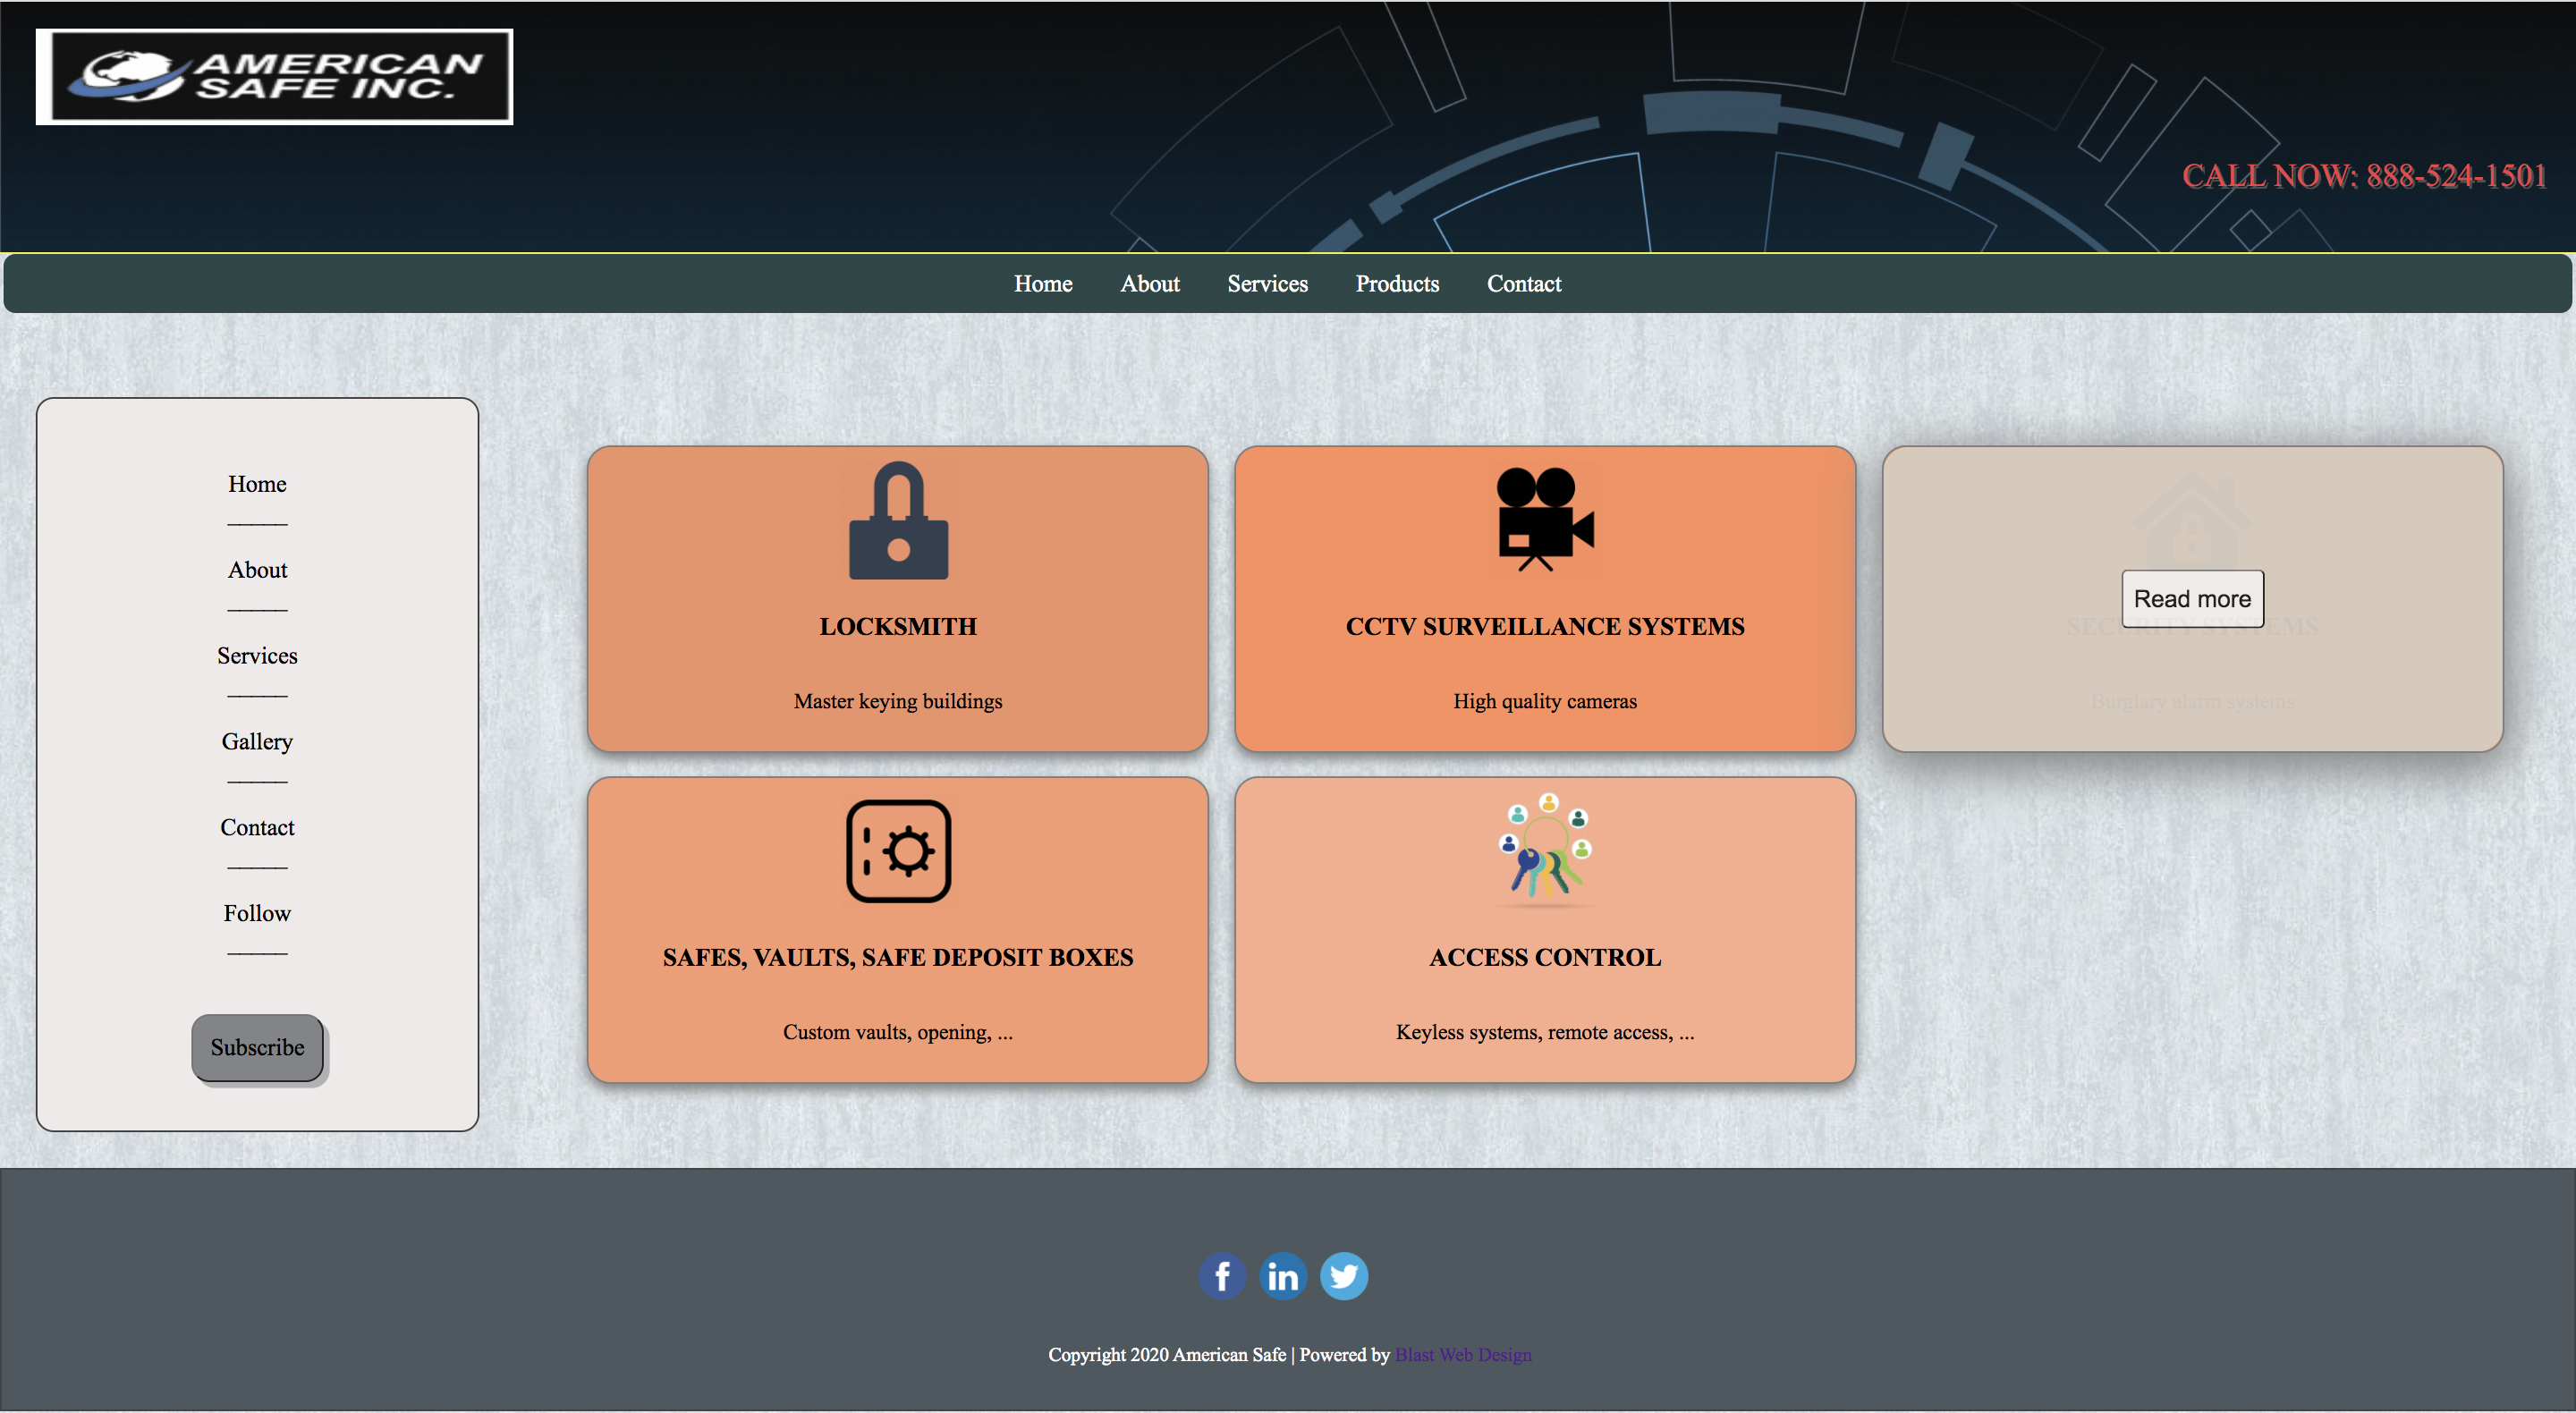 AMERICAN
SAFE INC.
CALL NOW: 888-524-1501
Home About Services Products Contact
Home
About
Services
Gallery
Contact
Follow
Subscribe
LOCKSMITH
Master keying buildings
CCTV SURVEILLANCE SYSTEMS
High quality cameras
Read more
SECURITY SYSTEMS
Burglary alarm systems
SAFES, VAULTS, SAFE DEPOSIT BOXES
Custom vaults, opening, ...
ACCESS CONTROL
Keyless systems, remote access, ...
f in
Copyright 2020 American Safe | Powered by Blast Web Design